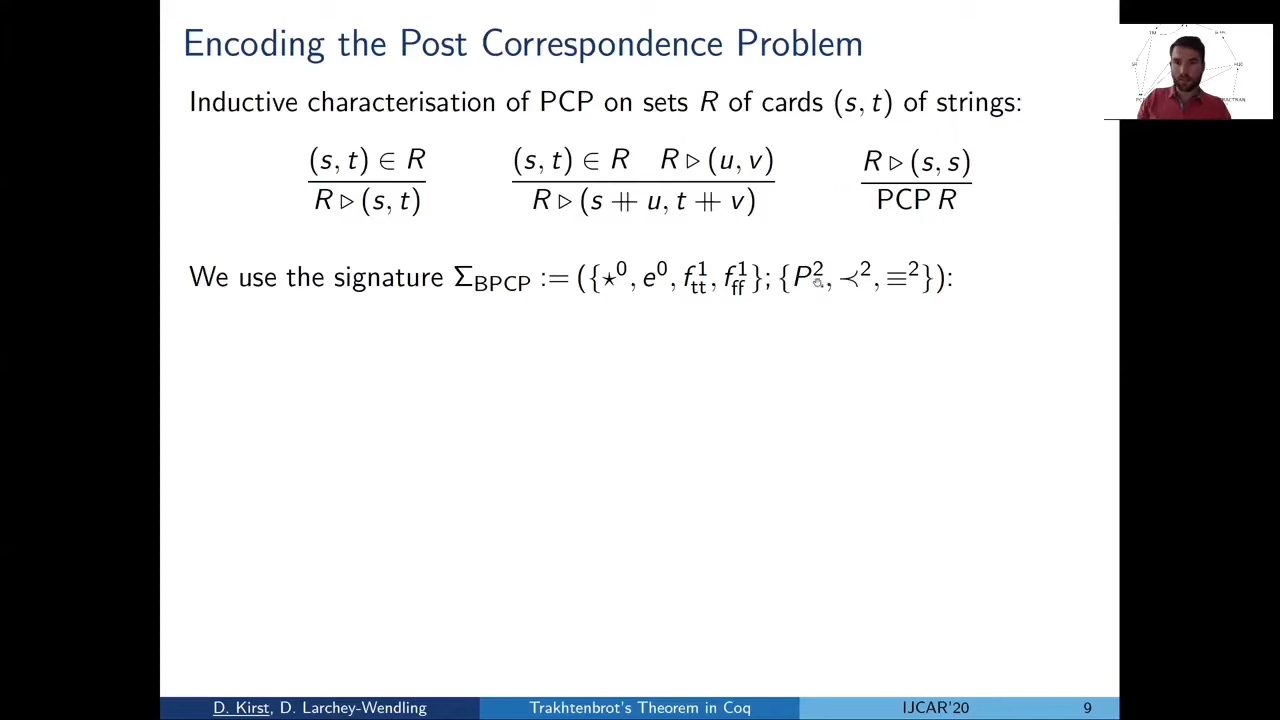 Encoding the Post Correspondence Problem
Inductive characterisation of PCP on sets R of cards (s, t) of strings:
(s, t) ∈ R
R ▷ (s, t)
(s, t) ∈ R R ▷ (u, v)
R ▷ (s ⧺ u, t ⧺ v)
R ▷ (s, s)
PCP R
We use the signature Σ_BPCP := ({⋆⁰, e⁰, f¹_tt, f¹_ff}; {P², ≺², ≡²}):
D. Kirst, D. Larchey-Wendling
Trakhtenbrot's Theorem in Coq
IJCAR'20
9